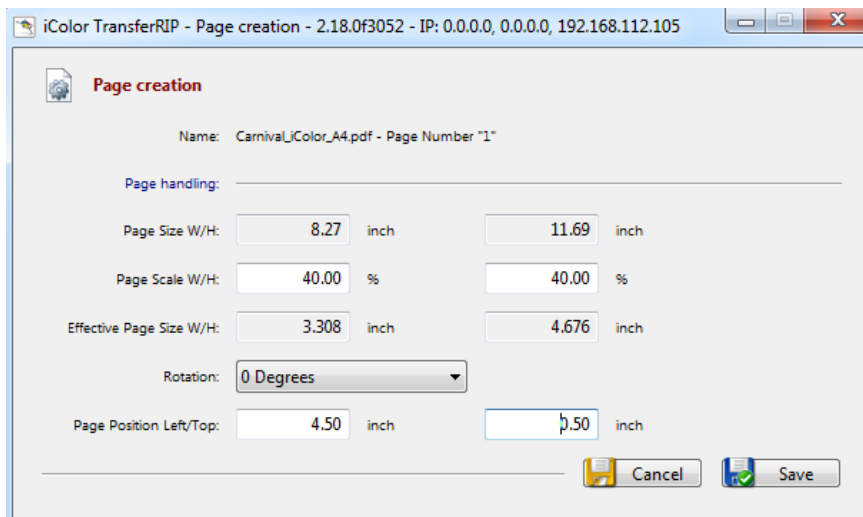 iColor TransferRIP - Page creation - 2.18.0f3052 - IP: 0.0.0.0, 0.0.0.0, 192.168.112.105
Page creation
Name: Carnival_iColor_A4.pdf - Page Number "1"
Page handling:
Page Size W/H: 8.27 inch 11.69 inch
Page Scale W/H: 40.00 % 40.00 %
Effective Page Size W/H: 3.308 inch 4.676 inch
Rotation: 0 Degrees
Page Position Left/Top: 4.50 inch 0.50 inch
Cancel Save